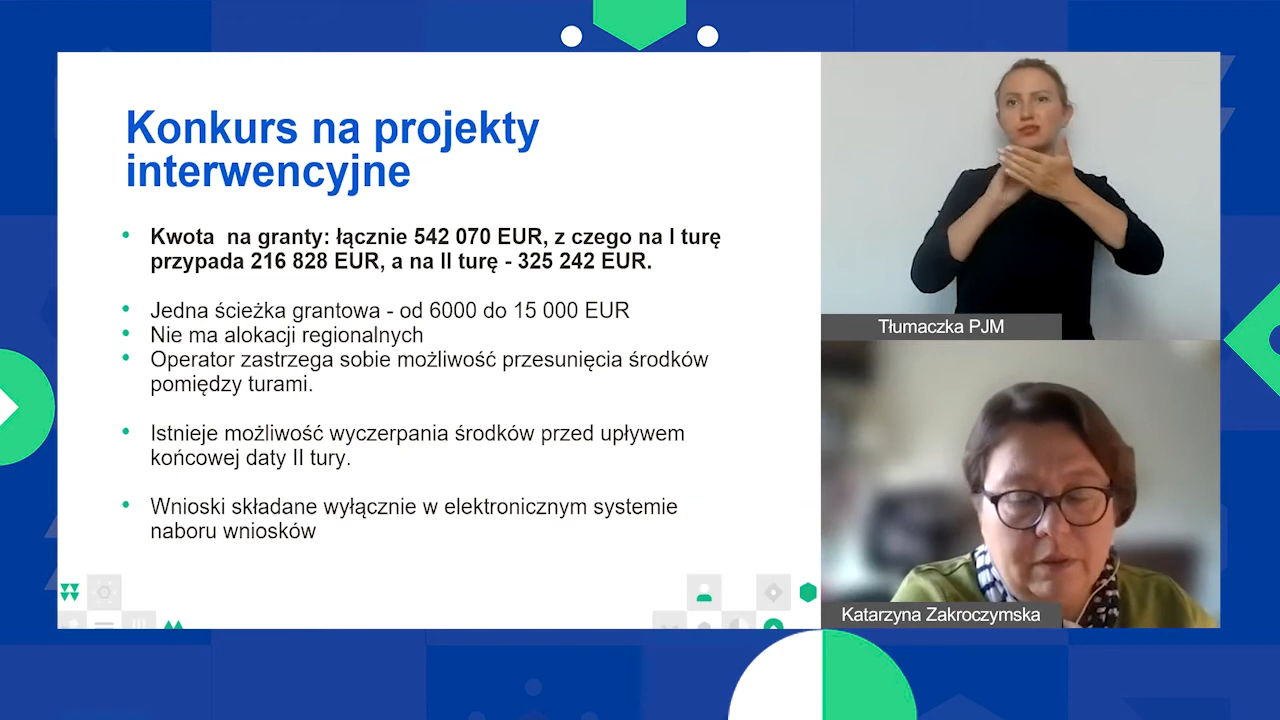 Konkurs na projekty
interwencyjne
Kwota na granty: łącznie 542 070 EUR, z czego na I turę
przypada 216 828 EUR, a na II turę - 325 242 EUR.
Jedna ścieżka grantowa - od 6000 do 15 000 EUR
Nie ma alokacji regionalnych
Operator zastrzega sobie możliwość przesunięcia środków
pomiędzy turami.
Istnieje możliwość wyczerpania środków przed upływem
końcowej daty II tury.
Wnioski składane wyłącznie w elektronicznym systemie
naboru wniosków
Tłumaczka PJM
Katarzyna Zakroczymska